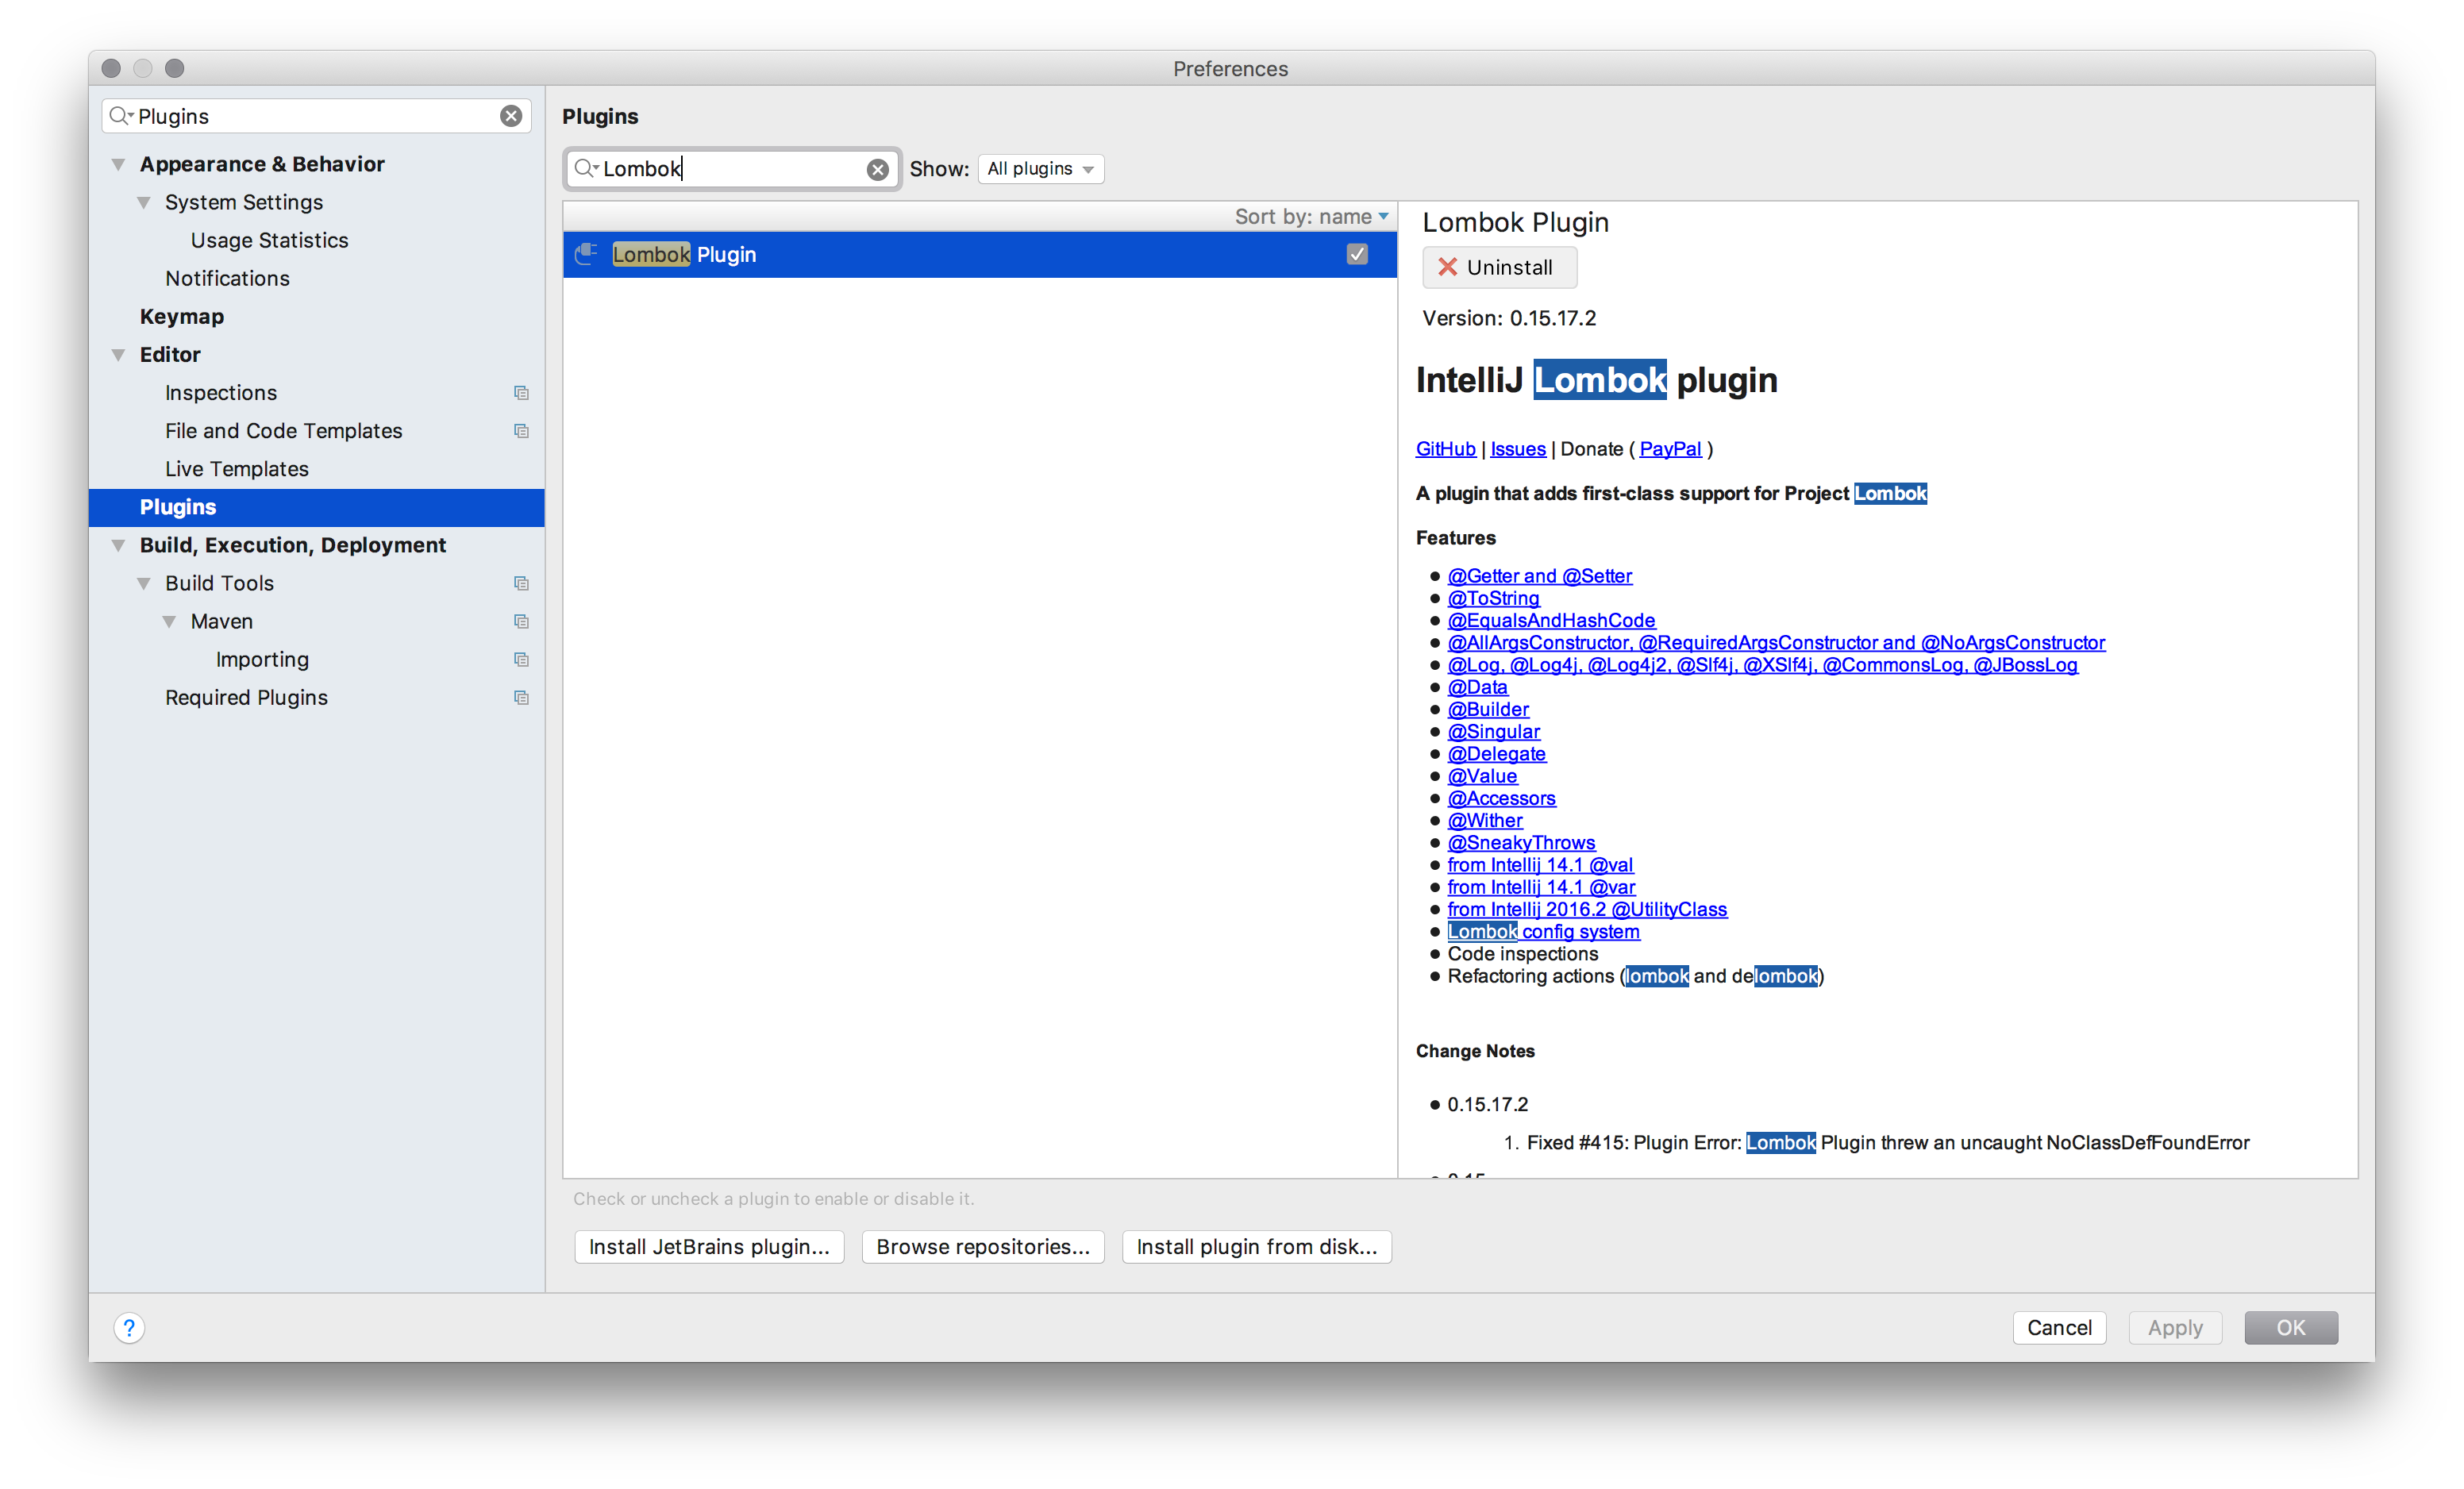 Preferences
Plugins
Appearance & Behavior
System Settings
Usage Statistics
Notifications
Keymap
Editor
Inspections
File and Code Templates
Live Templates
Plugins
Build, Execution, Deployment
Build Tools
Maven
Importing
Required Plugins
Plugins
Lombok Show: All plugins
Sort by: name
Lombok Plugin
Lombok Plugin
Uninstall
Version: 0.15.17.2
IntelliJ Lombok plugin
GitHub | Issues | Donate ( PayPal )
A plugin that adds first-class support for Project Lombok
Features
@Getter and @Setter
@ToString
@EqualsAndHashCode
@AllArgsConstructor, @RequiredArgsConstructor and @NoArgsConstructor
@Log, @Log4j, @Log4j2, @Slf4j, @XSlf4j, @CommonsLog, @JBossLog
@Data
@Builder
@Singular
@Delegate
@Value
@Accessors
@Wither
@SneakyThrows
from Intellij 14.1 @val
from Intellij 14.1 @var
from Intellij 2016.2 @UtilityClass
Lombok config system
Code inspections
Refactoring actions (lombok and delombok)
Change Notes
0.15.17.2
1. Fixed #415: Plugin Error: Lombok Plugin threw an uncaught NoClassDefFoundError
Check or uncheck a plugin to enable or disable it.
Install JetBrains plugin... Browse repositories... Install plugin from disk...
? Cancel Apply OK